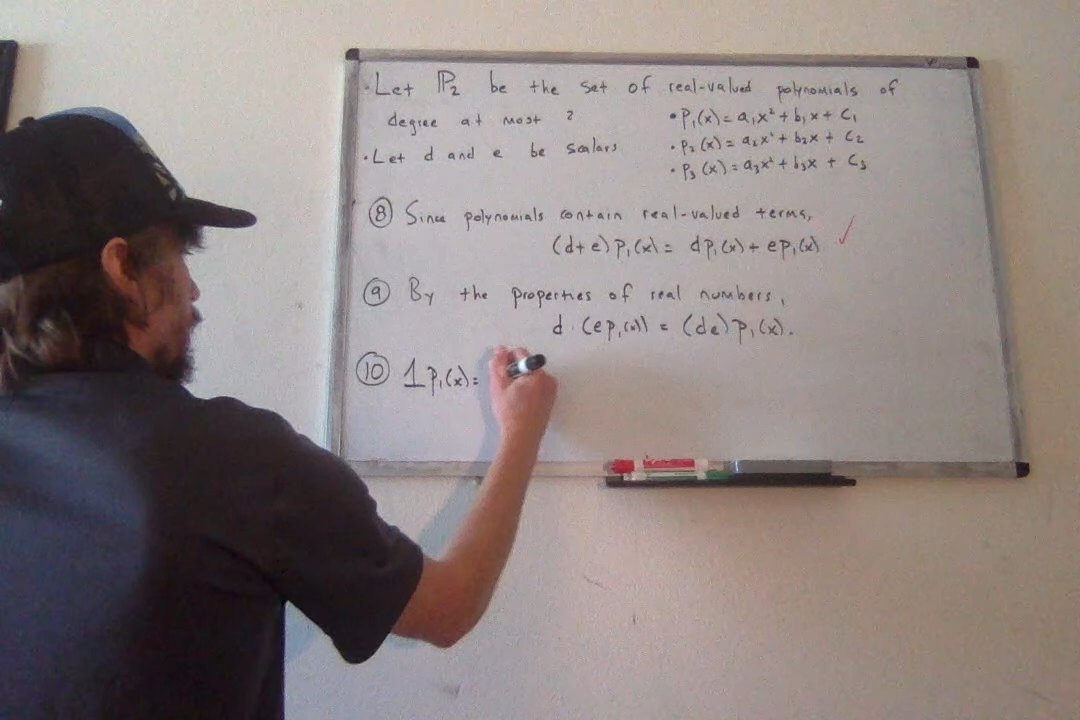 • Let ℙ₂ be the set of real-valued polynomials of
degree at most 2
• p₁(x) = a₁x² + b₁x + c₁
• p₂(x) = a₂x² + b₂x + c₂
• Let d and e be scalars
• p₃(x) = a₃x² + b₃x + c₃
⑧ Since polynomials contain real-valued terms,
(d+e)p₁(x) = dp₁(x) + ep₁(x) ✓
⑨ By the properties of real numbers,
d·(ep₁(x)) = (de)p₁(x).
⑩ 1p₁(x) =